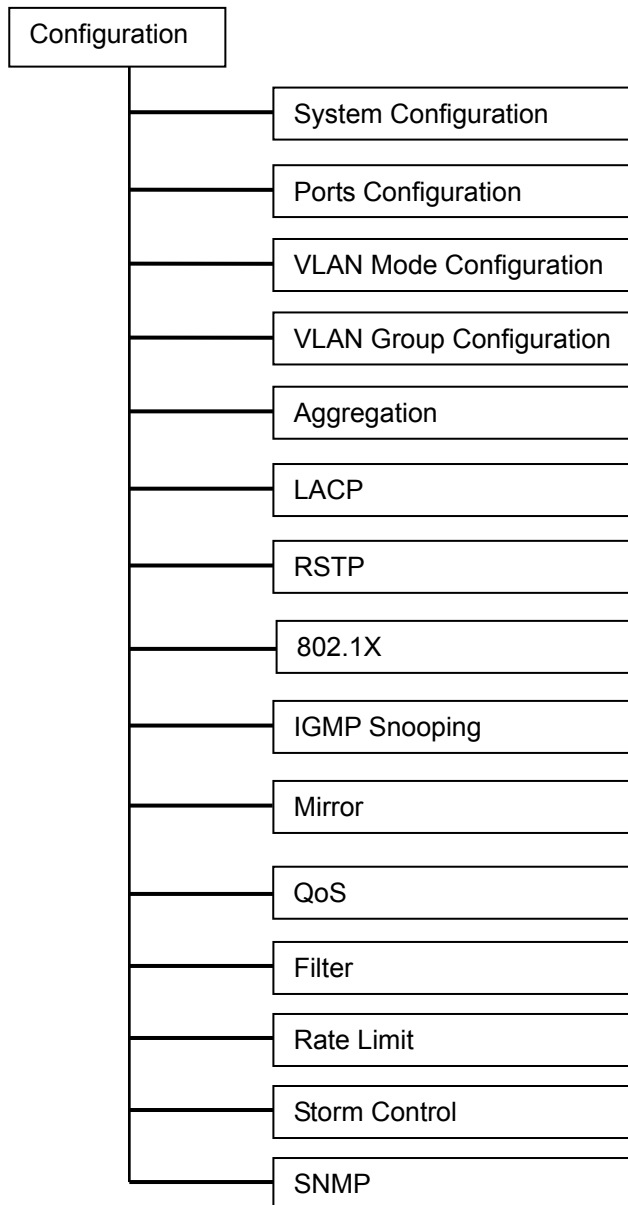 Configuration
System Configuration
Ports Configuration
VLAN Mode Configuration
VLAN Group Configuration
Aggregation
LACP
RSTP
802.1X
IGMP Snooping
Mirror
QoS
Filter
Rate Limit
Storm Control
SNMP